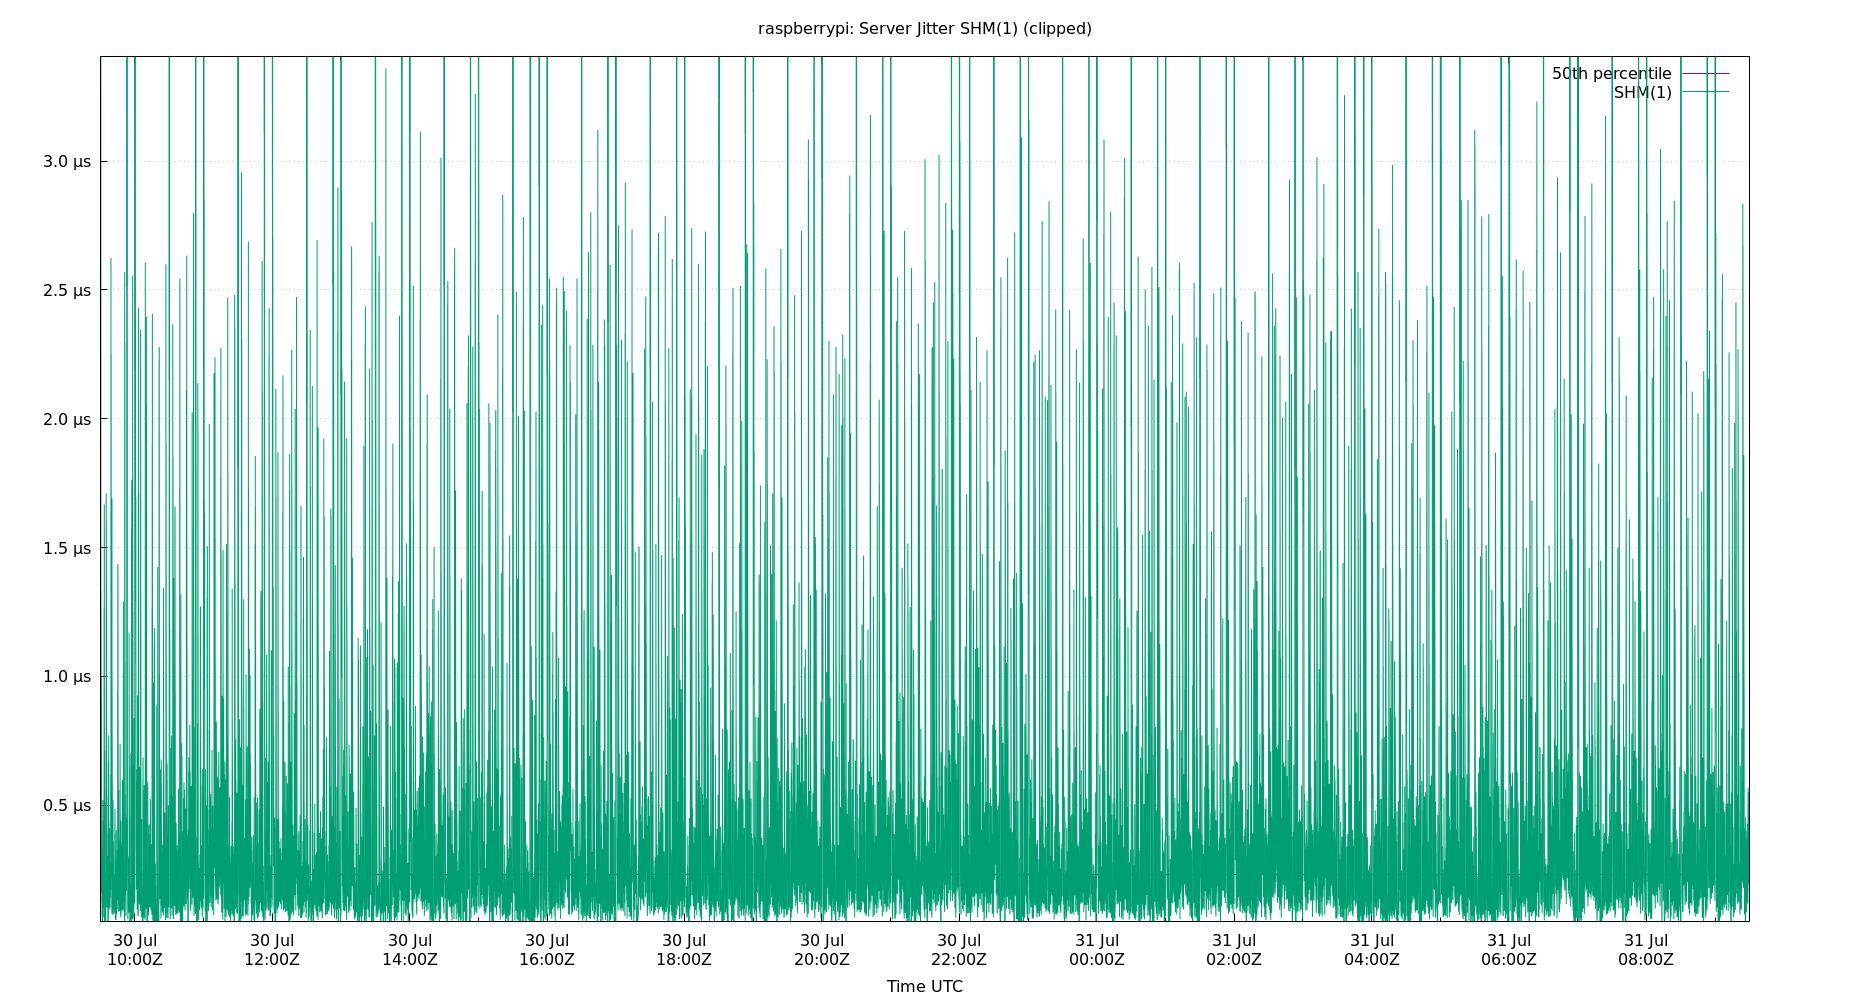 raspberrypi: Server Jitter SHM(1) (clipped)
50th percentile
SHM(1)
3.0 µs
2.5 µs
2.0 µs
1.5 µs
1.0 µs
0.5 µs
30 Jul 30 Jul 30 Jul 30 Jul 30 Jul 30 Jul 30 Jul 31 Jul 31 Jul 31 Jul 31 Jul 31 Jul
10:00Z 12:00Z 14:00Z 16:00Z 18:00Z 20:00Z 22:00Z 00:00Z 02:00Z 04:00Z 06:00Z 08:00Z
Time UTC